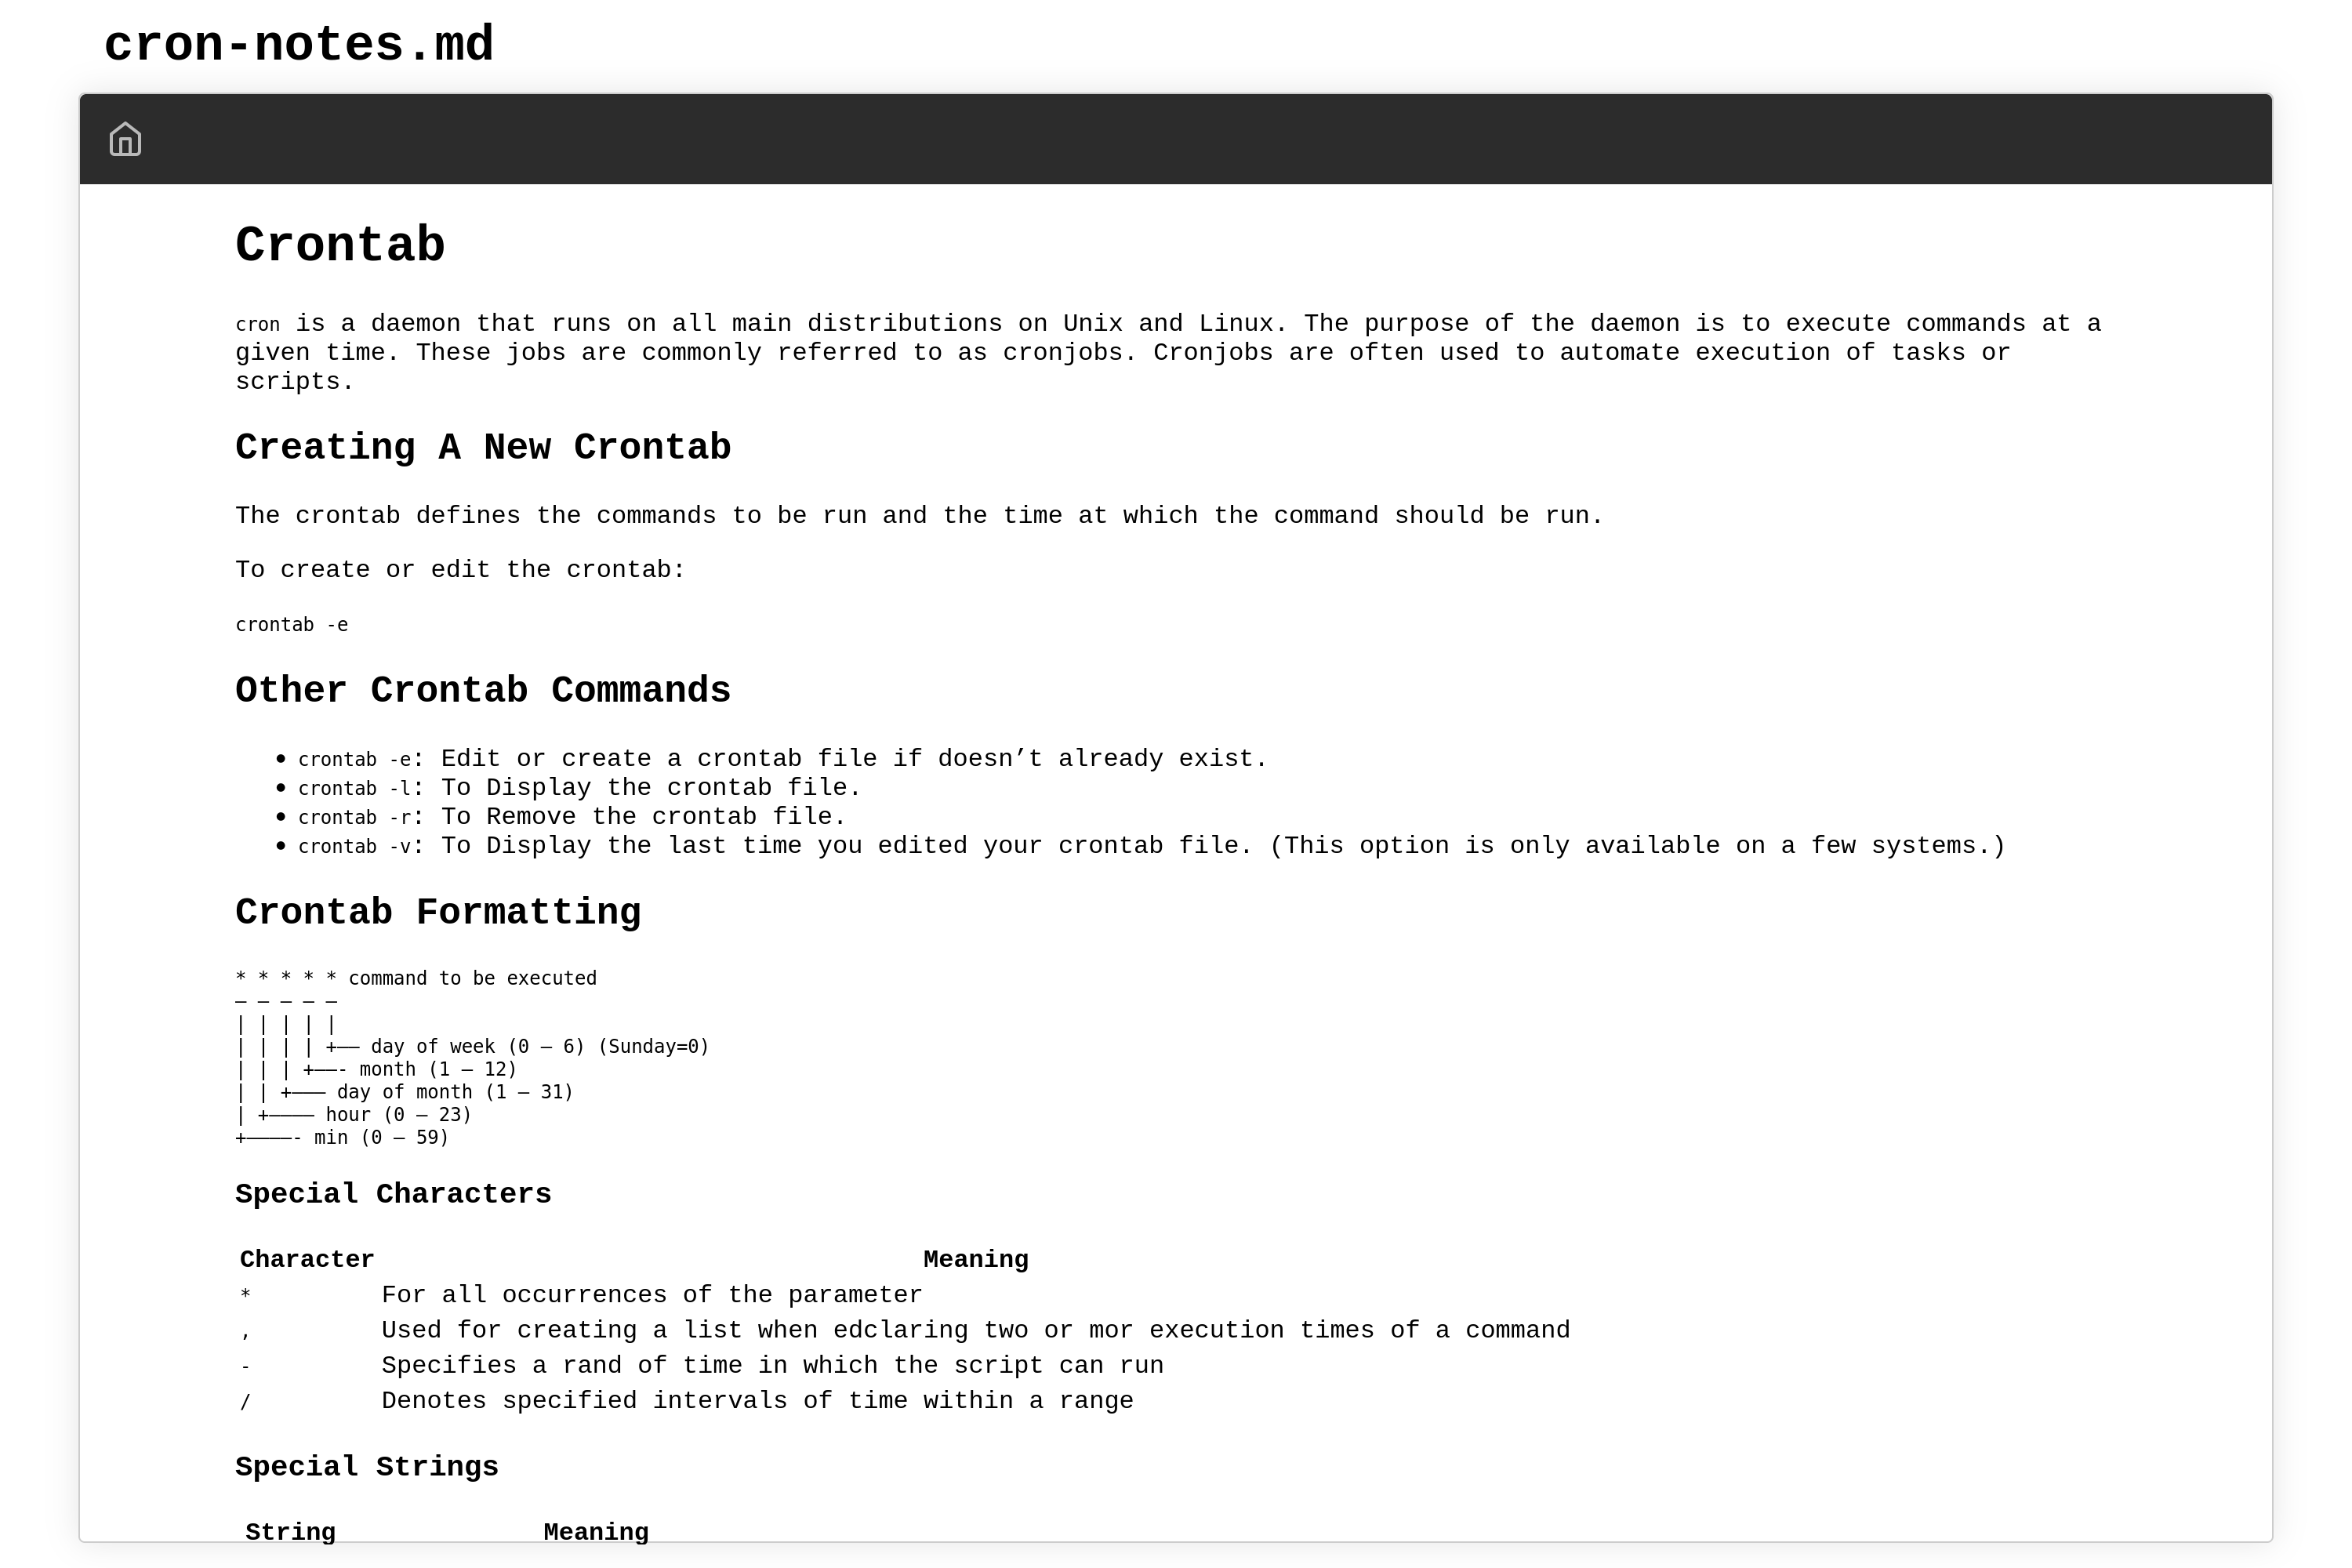 cron-notes.md
Crontab
cron is a daemon that runs on all main distributions on Unix and Linux. The purpose of the daemon is to execute commands at a
given time. These jobs are commonly referred to as cronjobs. Cronjobs are often used to automate execution of tasks or
scripts.
Creating A New Crontab
The crontab defines the commands to be run and the time at which the command should be run.
To create or edit the crontab:
crontab -e
Other Crontab Commands
• crontab -e: Edit or create a crontab file if doesn’t already exist.
• crontab -l: To Display the crontab file.
• crontab -r: To Remove the crontab file.
• crontab -v: To Display the last time you edited your crontab file. (This option is only available on a few systems.)
Crontab Formatting
* * * * * command to be executed
– – – – –
| | | | |
| | | | +—– day of week (0 – 6) (Sunday=0)
| | | +——- month (1 – 12)
| | +——– day of month (1 – 31)
| +———– hour (0 – 23)
+————- min (0 – 59)
Special Characters
Character Meaning
* For all occurrences of the parameter
, Used for creating a list when edclaring two or mor execution times of a command
- Specifies a rand of time in which the script can run
/ Denotes specified intervals of time within a range
Special Strings
String Meaning